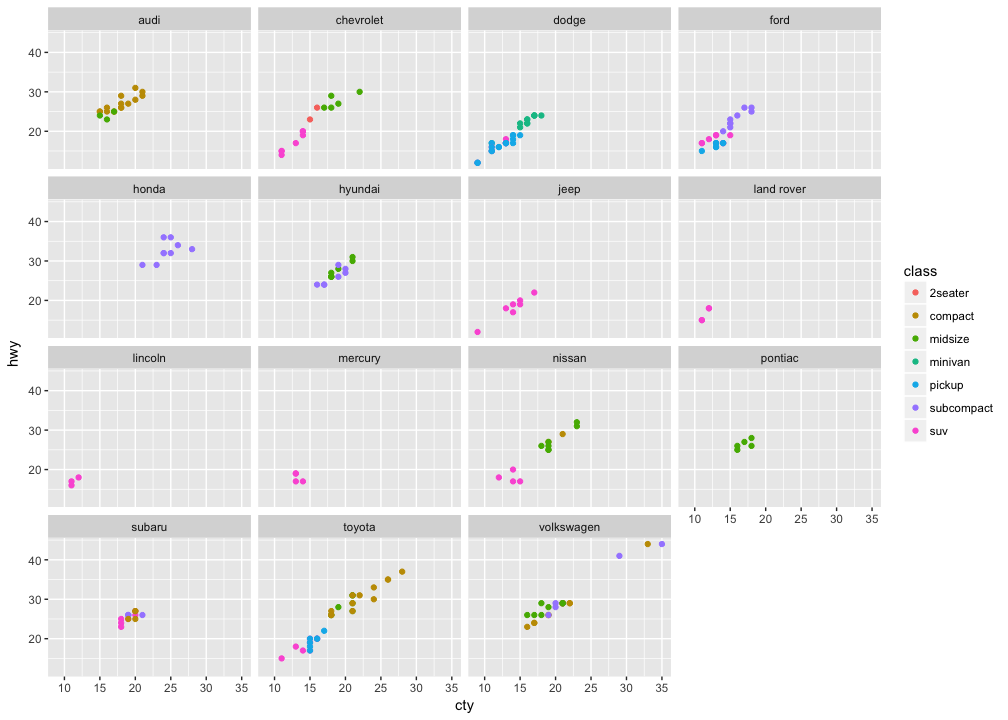 audi chevrolet dodge ford
40
30
20
honda hyundai jeep land rover
40
30
20
lincoln mercury nissan pontiac
40
30
20
10 15 20 25 30 35
subaru toyota volkswagen
40
30
20
10 15 20 25 30 35 10 15 20 25 30 35 10 15 20 25 30 35
cty
hwy
class
2seater
compact
midsize
minivan
pickup
subcompact
suv